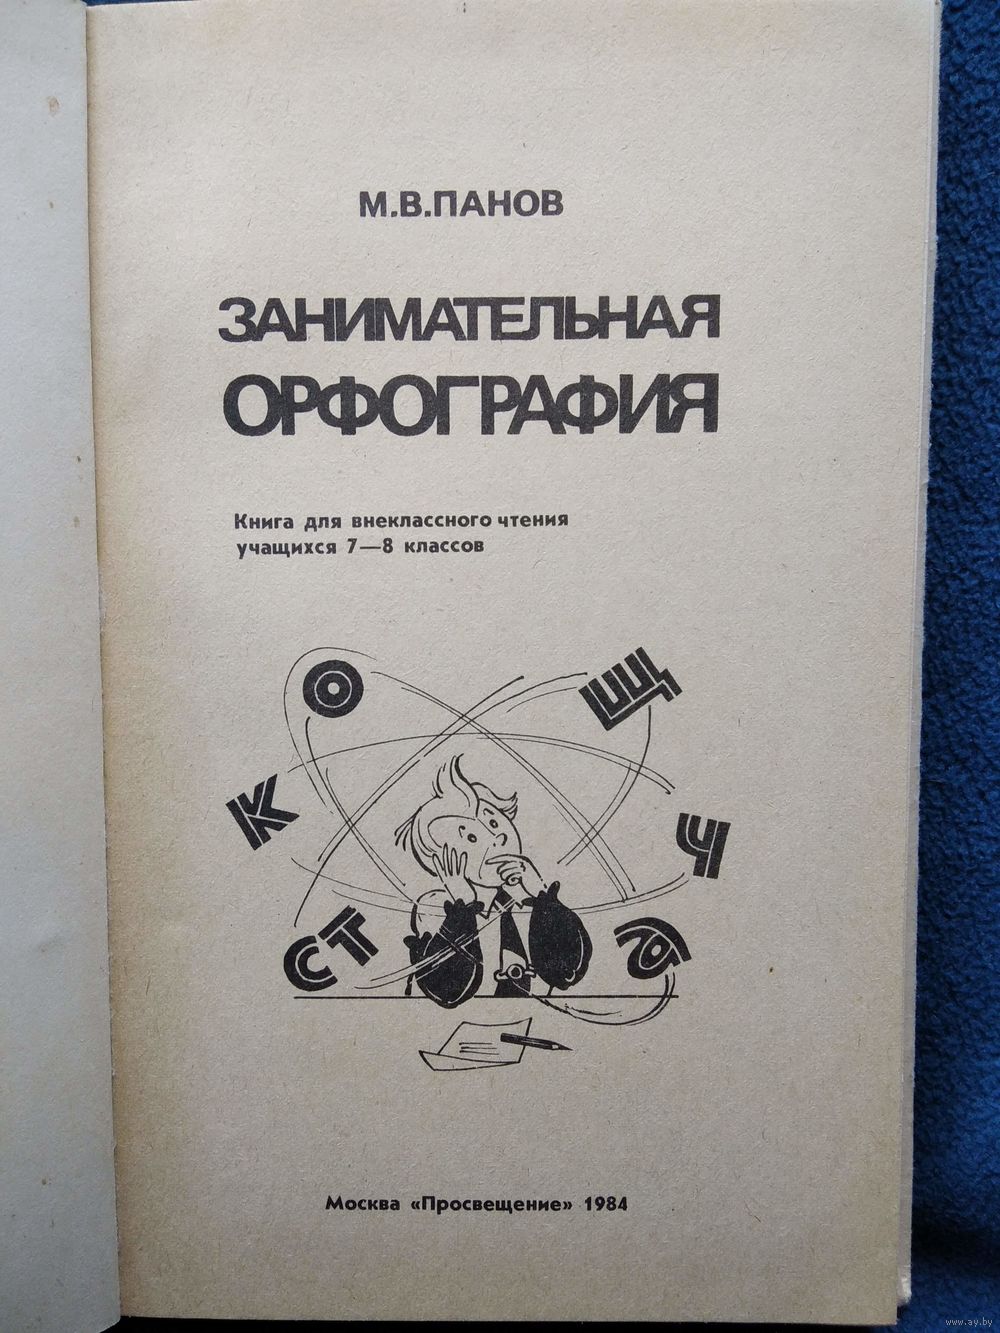 М.В.ПАНОВ
ЗАНИМАТЕЛЬНАЯ
ОРФОГРАФИЯ
Книга для внеклассного чтения
учащихся 7—8 классов
О
Щ
К
Ч
СТ
а
Москва «Просвещение» 1984
www.ay.by